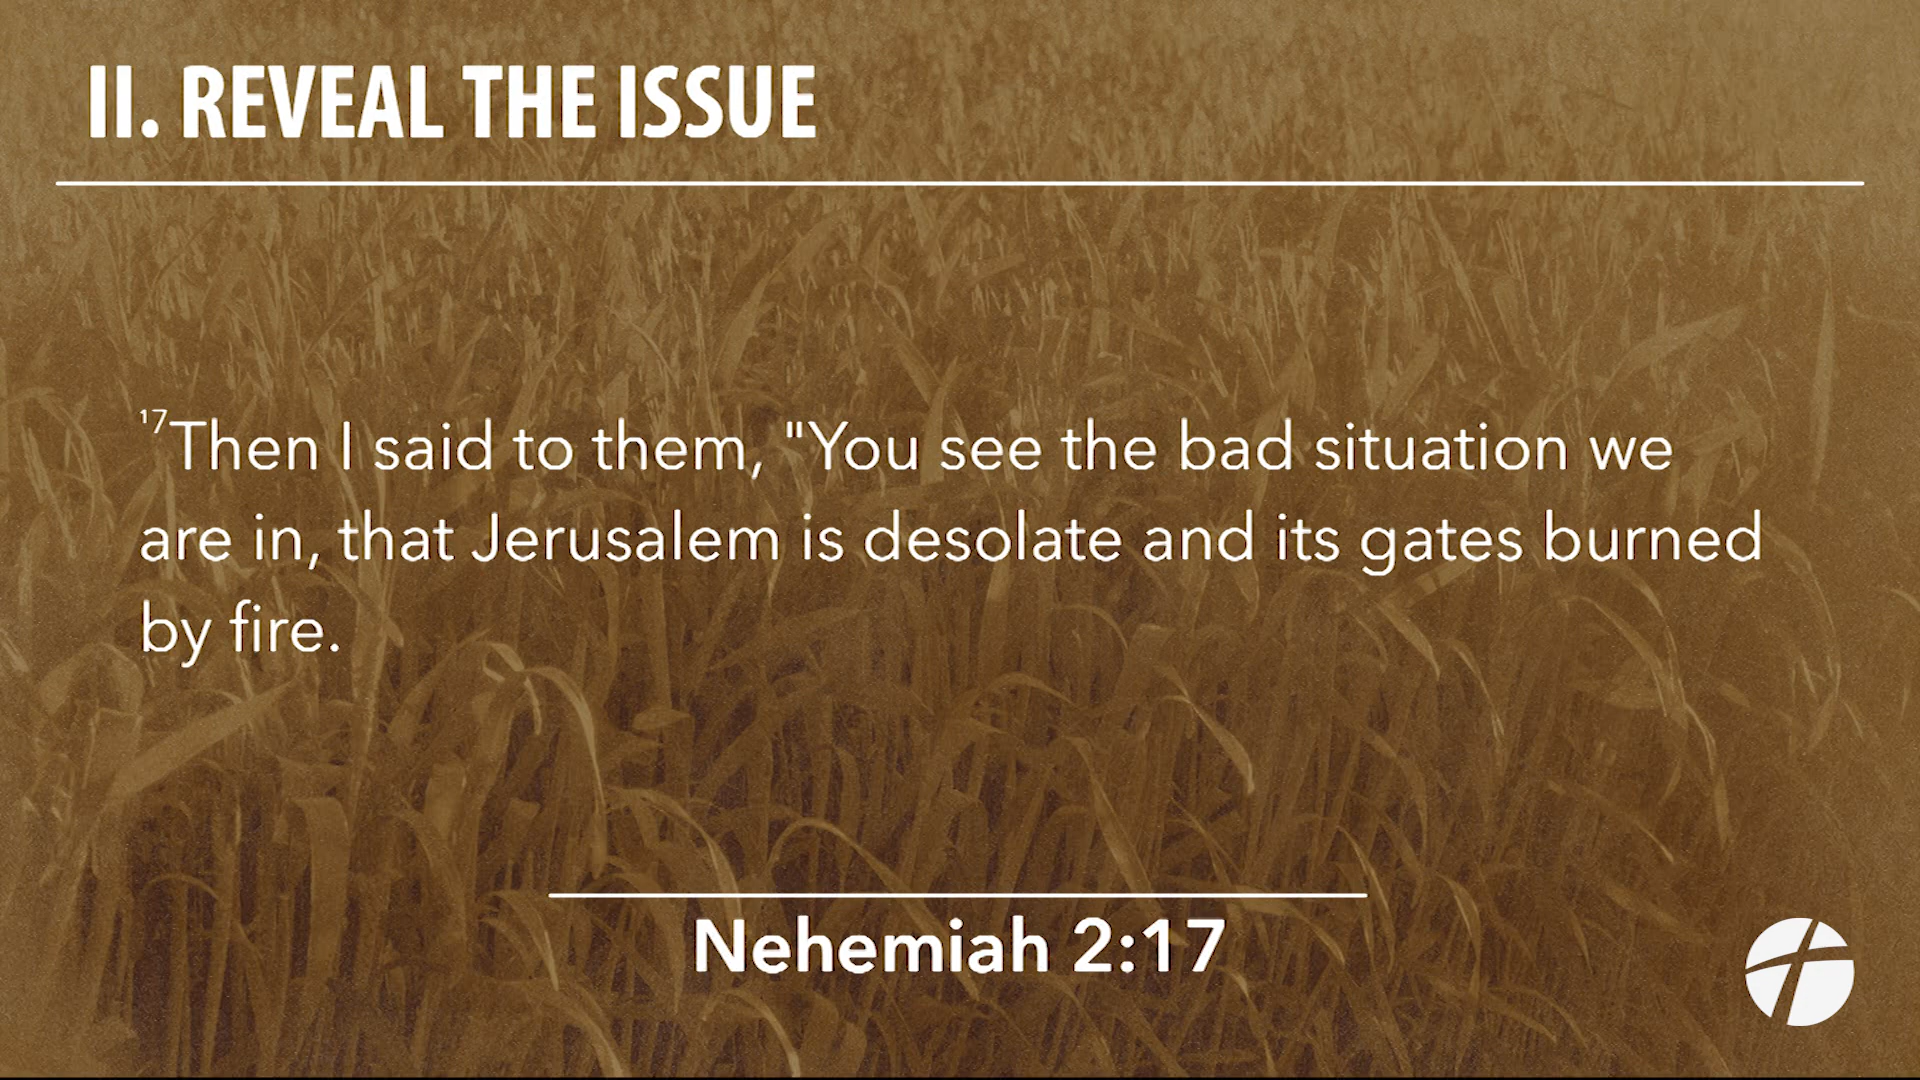 II. REVEAL THE ISSUE
¹⁷Then I said to them, "You see the bad situation we
are in, that Jerusalem is desolate and its gates burned
by fire.
Nehemiah 2:17